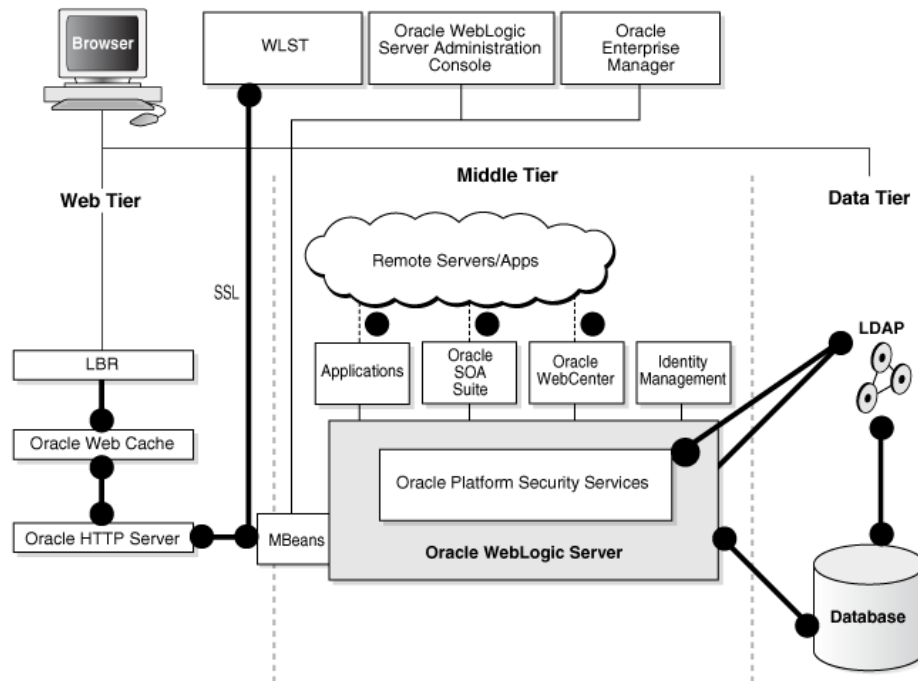 Browser
WLST
Oracle WebLogic
Server Administration
Console
Oracle
Enterprise
Manager
Web Tier
Middle Tier
Data Tier
Remote Servers/Apps
SSL
LBR
Oracle Web Cache
Oracle HTTP Server
Applications
Oracle
SOA
Suite
Oracle
WebCenter
Identity
Management
LDAP
Oracle Platform Security Services
MBeans
Oracle WebLogic Server
Database